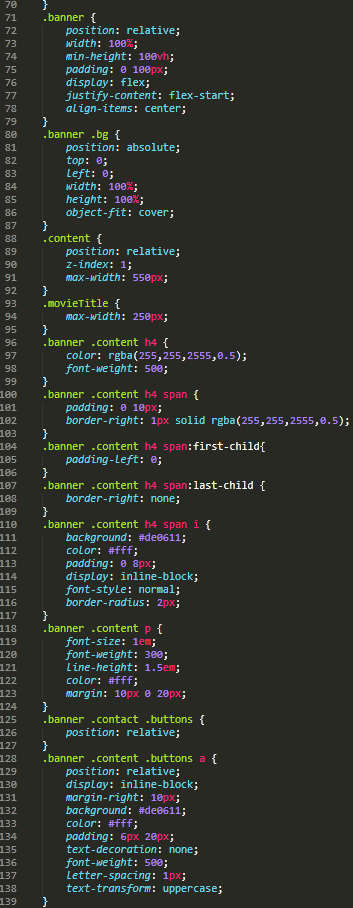 70 }
71 .banner {
72 position: relative;
73 width: 100%;
74 min-height: 100vh;
75 padding: 0 100px;
76 display: flex;
77 justify-content: flex-start;
78 align-items: center;
79 }
80 .banner .bg {
81 position: absolute;
82 top: 0;
83 left: 0;
84 width: 100%;
85 height: 100%;
86 object-fit: cover;
87 }
88 .content {
89 position: relative;
90 z-index: 1;
91 max-width: 550px;
92 }
93 .movieTitle {
94 max-width: 250px;
95 }
96 .banner .content h4 {
97 color: rgba(255,255,2555,0.5);
98 font-weight: 500;
99 }
100 .banner .content h4 span {
101 padding: 0 10px;
102 border-right: 1px solid rgba(255,255,2555,0.5);
103 }
104 .banner .content h4 span:first-child{
105 padding-left: 0;
106 }
107 .banner .content h4 span:last-child {
108 border-right: none;
109 }
110 .banner .content h4 span i {
111 background: #de0611;
112 color: #fff;
113 padding: 0 8px;
114 display: inline-block;
115 font-style: normal;
116 border-radius: 2px;
117 }
118 .banner .content p {
119 font-size: 1em;
120 font-weight: 300;
121 line-height: 1.5em;
122 color: #fff;
123 margin: 10px 0 20px;
124 }
125 .banner .contact .buttons {
126 position: relative;
127 }
128 .banner .content .buttons a {
129 position: relative;
130 display: inline-block;
131 margin-right: 10px;
132 background: #de0611;
133 color: #fff;
134 padding: 6px 20px;
135 text-decoration: none;
136 font-weight: 500;
137 letter-spacing: 1px;
138 text-transform: uppercase;
139 }